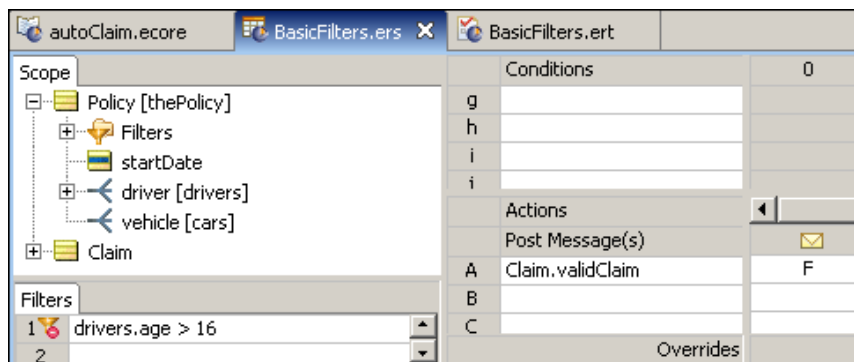 autoClaim.ecore BasicFilters.ers BasicFilters.ert
Scope
Policy [thePolicy]
Filters
startDate
driver [drivers]
vehicle [cars]
Claim
Filters
1 drivers.age > 16
2
Conditions 0
g
h
i
j
Actions
Post Message(s)
A Claim.validClaim F
B
C
Overrides